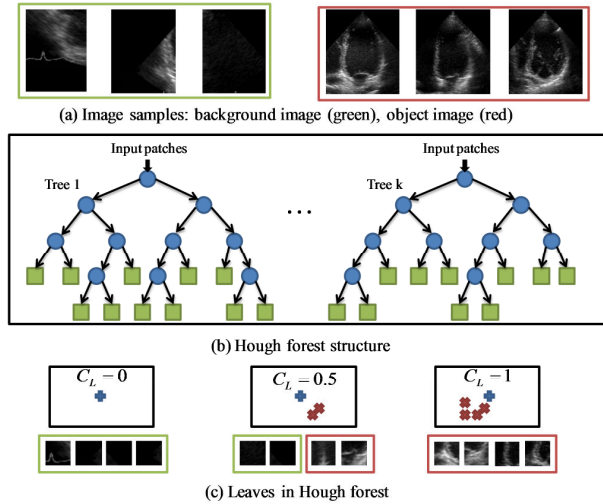 (a) Image samples: background image (green), object image (red)
Input patches
Input patches
Tree 1
Tree k
...
(b) Hough forest structure
C_L - 0
C_L = 0.5
C_L - 1
(c) Leaves in Hough forest